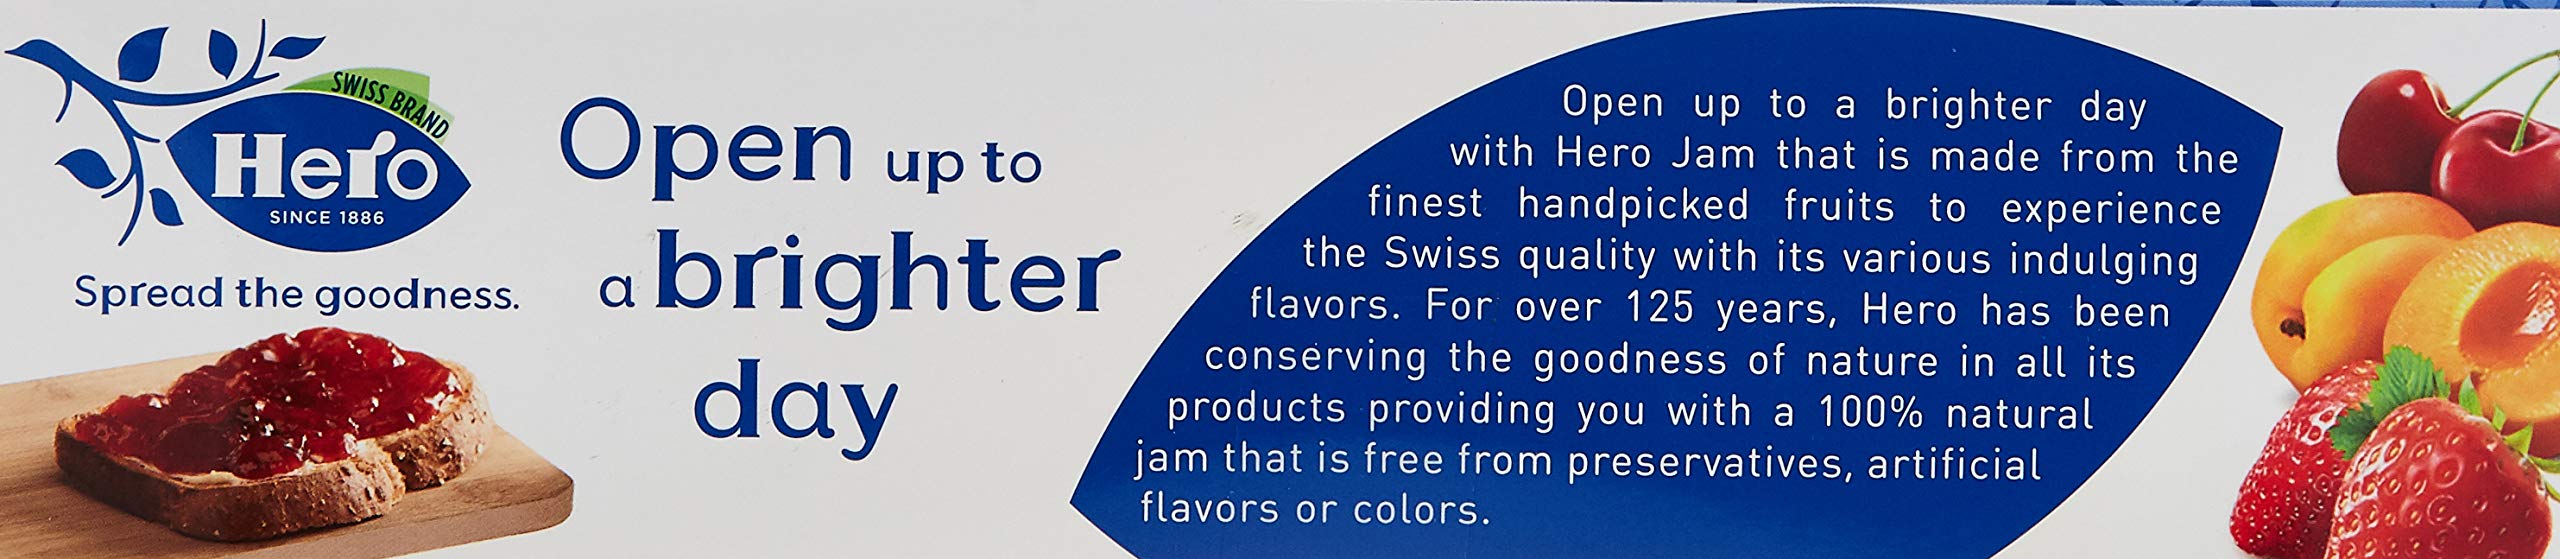 SWISS BRAND
Hero
SINCE 1886
Spread the goodness.
Open up to
a brighter
day
Open up to a brighter day
with Hero Jam that is made from the
finest handpicked fruits to experience
the Swiss quality with its various indulging
flavors. For over 125 years, Hero has been
conserving the goodness of nature in all its
products providing you with a 100% natural
jam that is free from preservatives, artificial
flavors or colors.